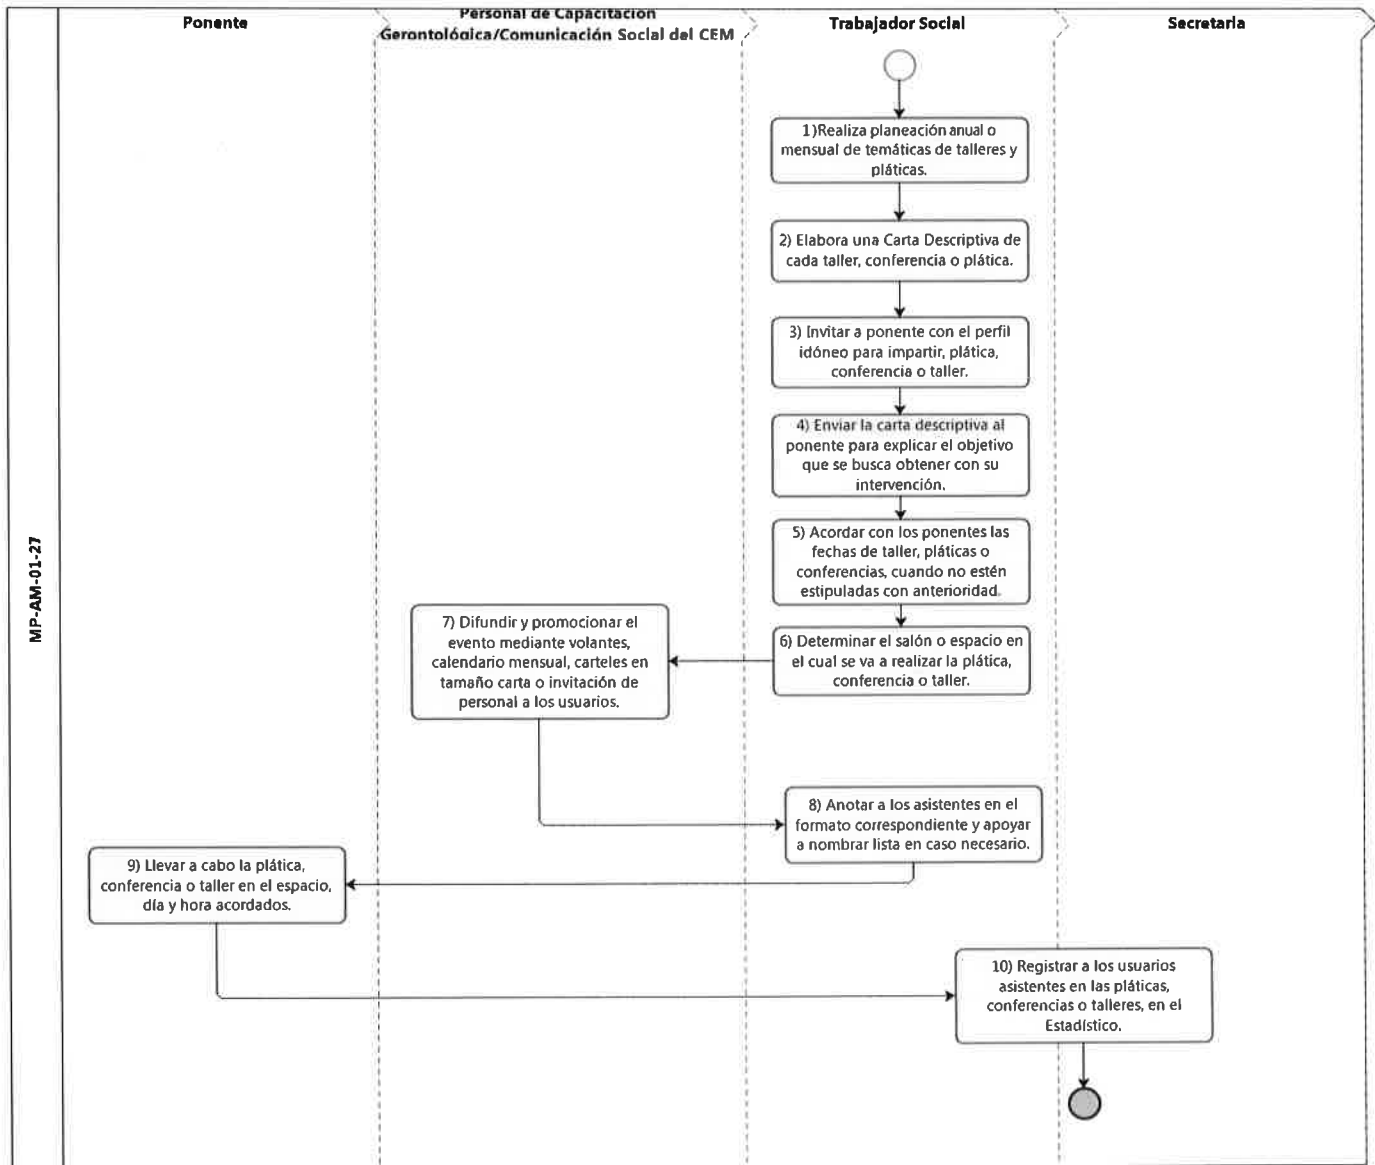 Ponente
Personal de Capacitación
Gerontológica/Comunicación Social del CEM
Trabajador Social
Secretaria
MP-AM-01-27
1)Realiza planeación anual o
mensual de temáticas de talleres y
pláticas.
2) Elabora una Carta Descriptiva de
cada taller, conferencia o plática.
3) Invitar a ponente con el perfil
idóneo para impartir, plática,
conferencia o taller.
4) Enviar la carta descriptiva al
ponente para explicar el objetivo
que se busca obtener con su
intervención.
5) Acordar con los ponentes las
fechas de taller, pláticas o
conferencias, cuando no estén
estipuladas con anterioridad.
6) Determinar el salón o espacio en
el cual se va a realizar la plática,
conferencia o taller.
7) Difundir y promocionar el
evento mediante volantes,
calendario mensual, carteles en
tamaño carta o invitación de
personal a los usuarios.
8) Anotar a los asistentes en el
formato correspondiente y apoyar
a nombrar lista en caso necesario.
9) Llevar a cabo la plática,
conferencia o taller en el espacio,
día y hora acordados.
10) Registrar a los usuarios
asistentes en las pláticas,
conferencias o talleres, en el
Estadístico.